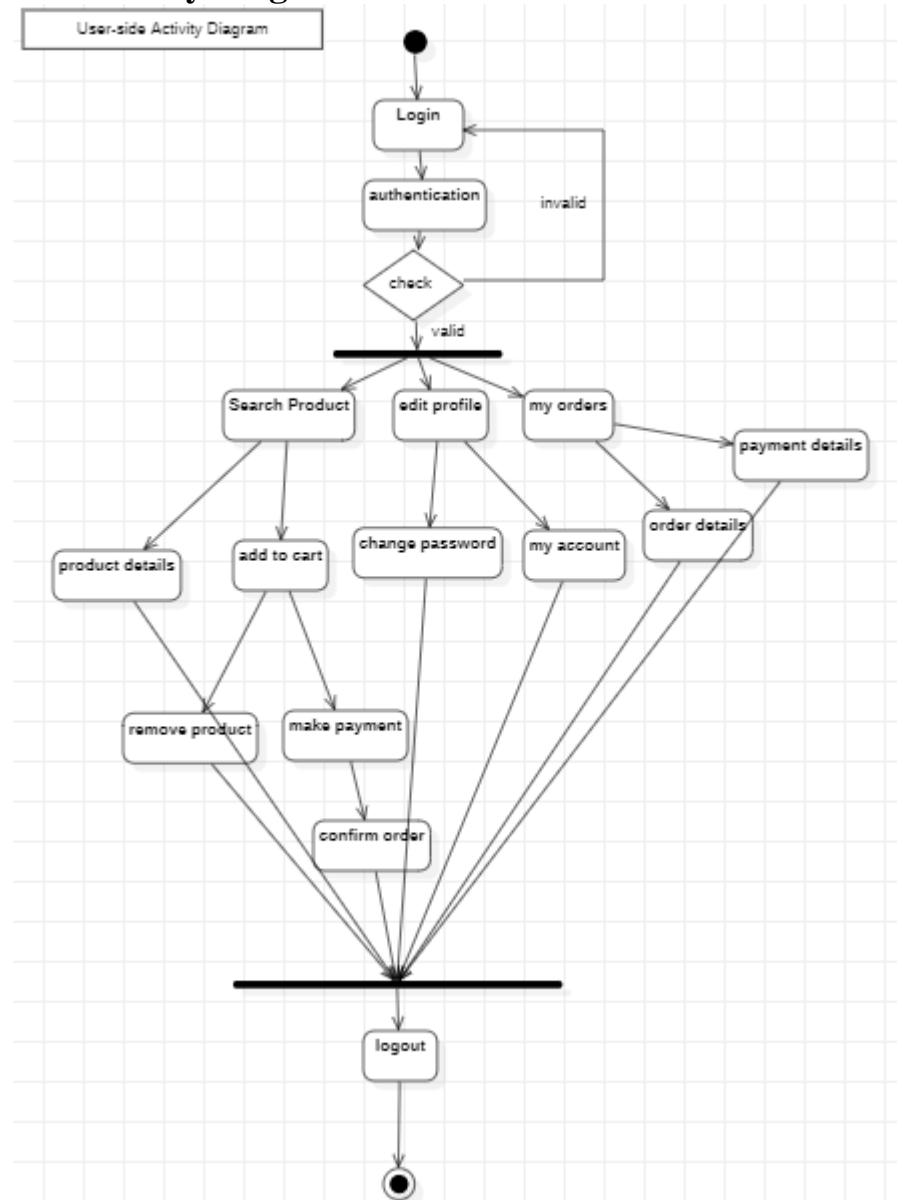 User-side Activity Diagram
Login
authentication
invalid
check
valid
Search Product
edit profile
my orders
payment details
order details
change password
my account
add to cart
product details
remove product
make payment
confirm order
logout